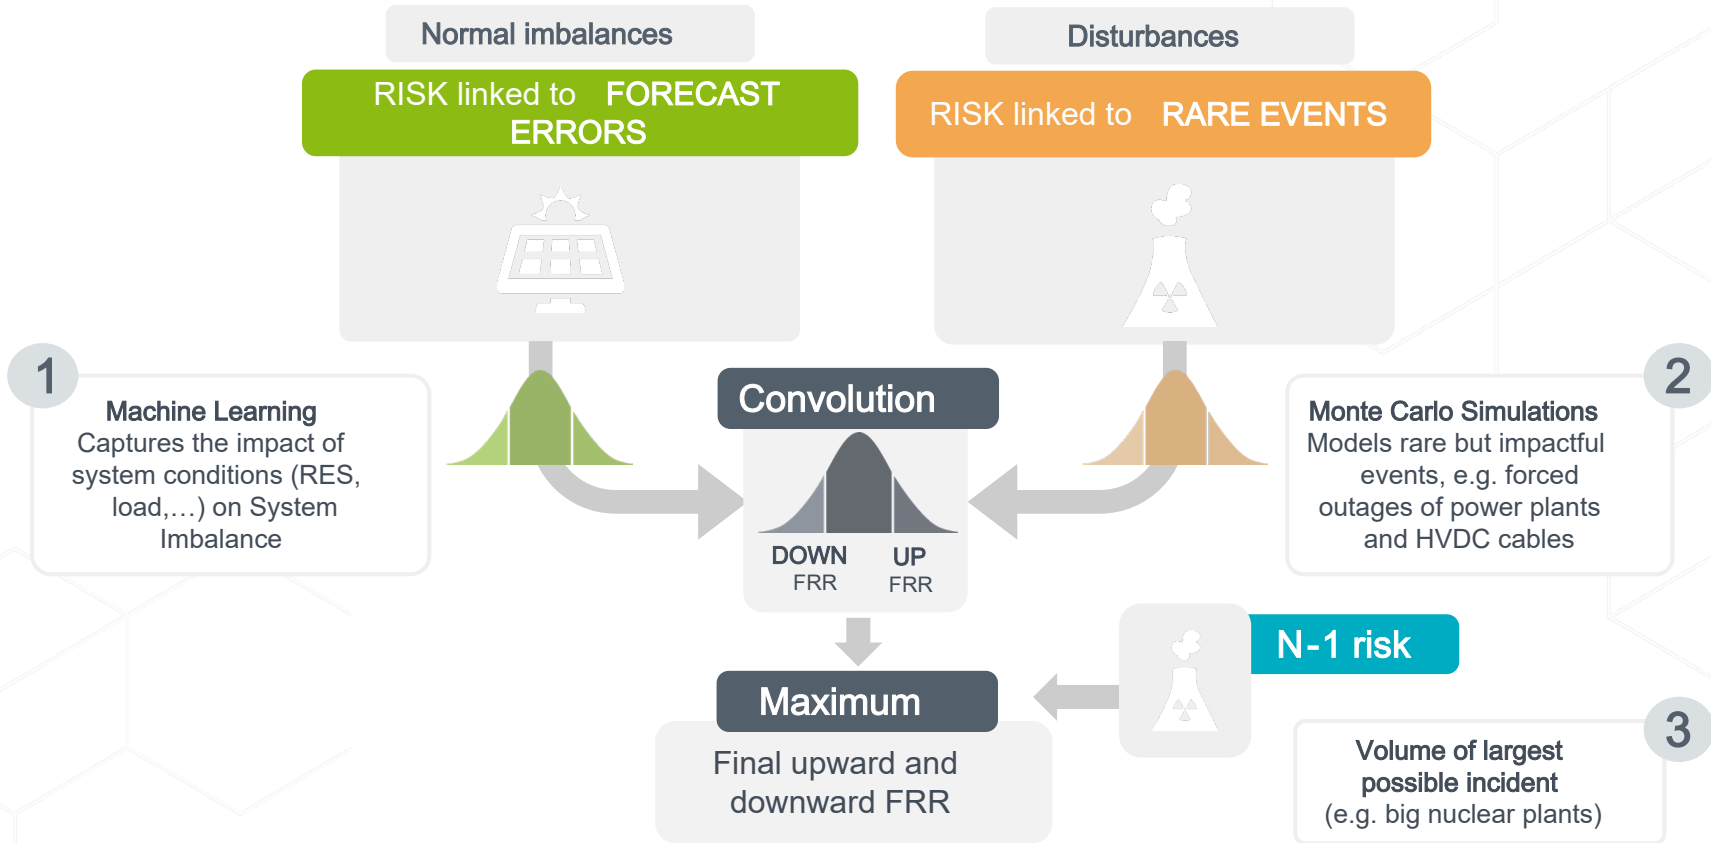 Normal imbalances
Disturbances
RISK linked to FORECAST
ERRORS
RISK linked to RARE EVENTS
1
Machine Learning
Captures the impact of
system conditions (RES,
load,...) on System
Imbalance
Convolution
DOWN
FRR
UP
FRR
2
Monte Carlo Simulations
Models rare but impactful
events, e.g. forced
outages of power plants
and HVDC cables
N-1 risk
Maximum
Final upward and
downward FRR
3
Volume of largest
possible incident
(e.g. big nuclear plants)